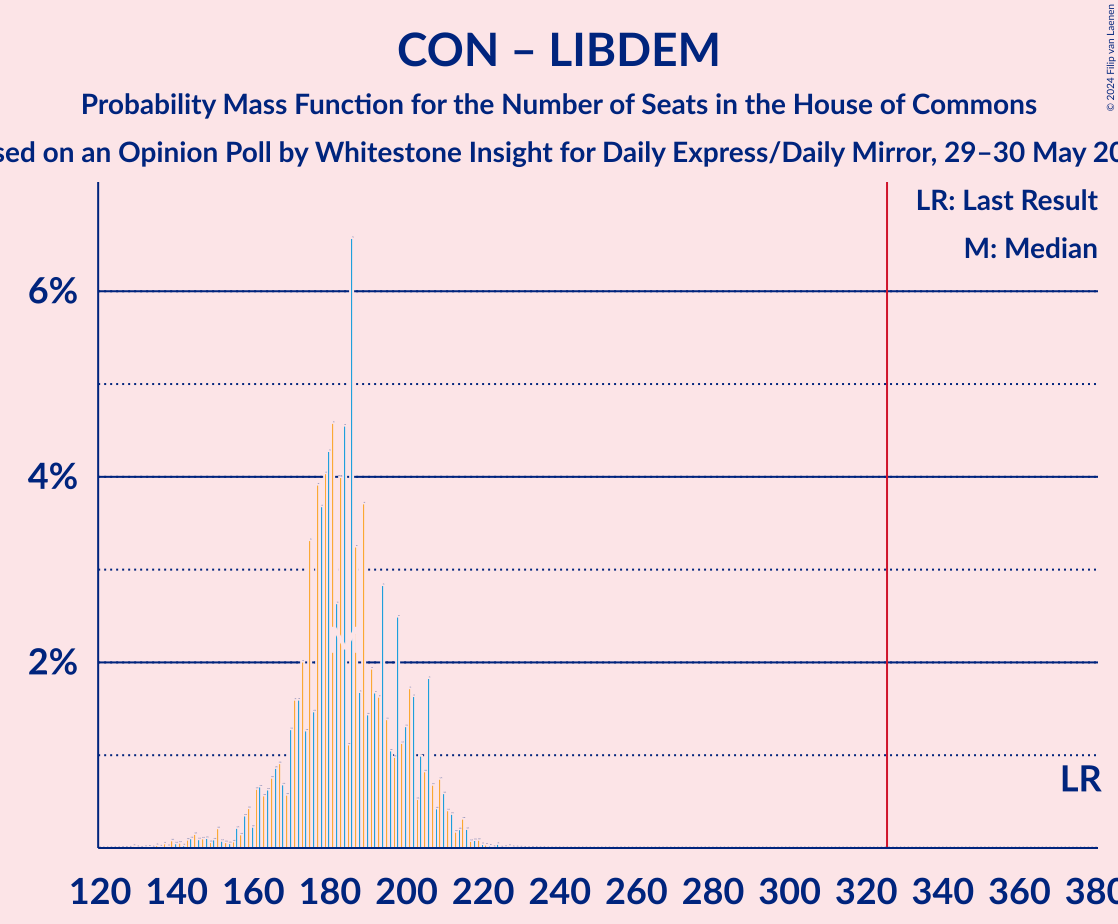 CON – LIBDEM
Probability Mass Function for the Number of Seats in the House of Commons
sed on an Opinion Poll by Whitestone Insight for Daily Express/Daily Mirror, 29–30 May 20
© 2024 Filip van Laenen
LR: Last Result
M: Median
6%
4%
2%
LR
120 140 160 180 200 220 240 260 280 300 320 340 360 380